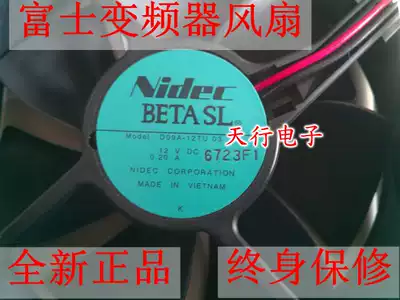 富士变频器风扇
Nidec
BETA SL
天行电子
Model D09A-12TU 03
12 V DC
0.20 A
6723F1
NIDEC CORPORATION
MADE IN VIETNAM
K
全新正品
终身保修